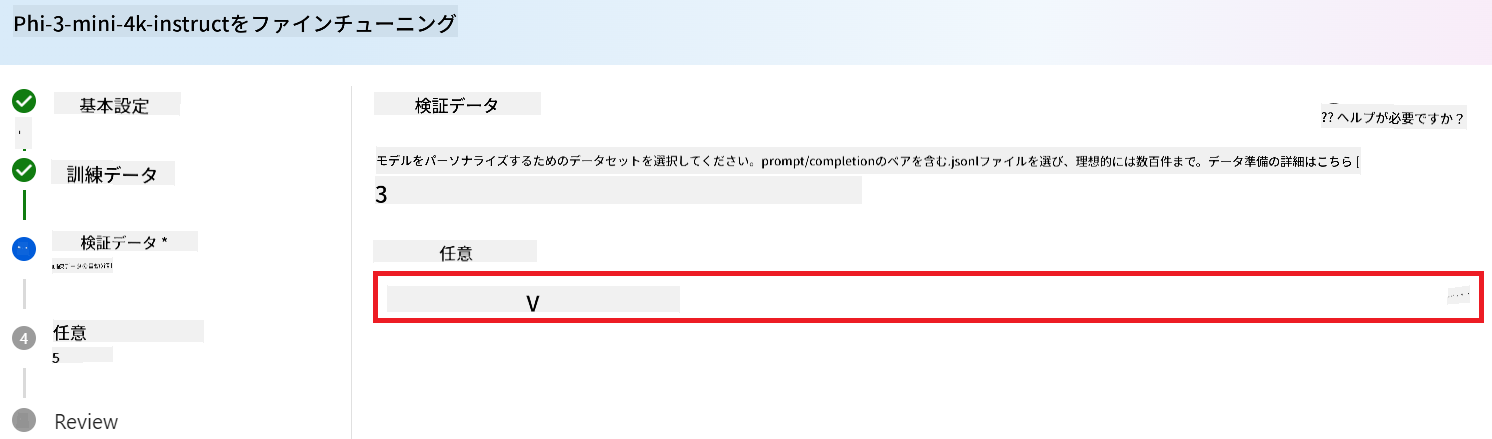 Phi-3-mini-4k-instructをファインチューニング
基本設定
訓練データ
検証データ *
4
任意
5
Review
検証データ
?? ヘルプが必要ですか？
モデルをパーソナライズするためのデータセットを選択してください。prompt/completionのペアを含む.jsonlファイルを選び、理想的には数百件まで。データ準備の詳細はこちら [
3
任意
V